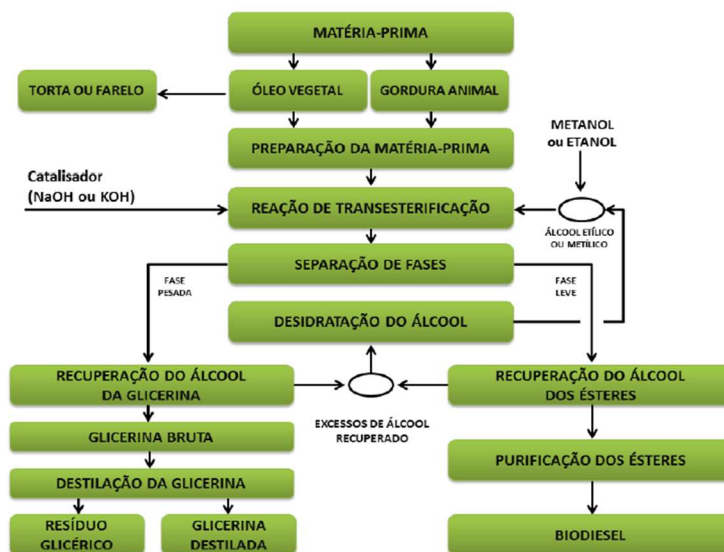 MATÉRIA-PRIMA
TORTA OU FARELO
ÓLEO VEGETAL
GORDURA ANIMAL
METANOL
ou ETANOL
PREPARAÇÃO DA MATÉRIA-PRIMA
Catalisador
(NaOH ou KOH)
REAÇÃO DE TRANSESTERIFICAÇÃO
ÁLCOOL ETÍLICO
OU METÍLICO
SEPARAÇÃO DE FASES
FASE
PESADA
FASE
LEVE
DESIDRATAÇÃO DO ÁLCOOL
RECUPERAÇÃO DO ÁLCOOL
DA GLICERINA
RECUPERAÇÃO DO ÁLCOOL
DOS ÉSTERES
EXCESSOS DE ÁLCOOL
RECUPERADO
GLICERINA BRUTA
PURIFICAÇÃO DOS ÉSTERES
DESTILAÇÃO DA GLICERINA
RESÍDUO
GLICÉRICO
GLICERINA
DESTILADA
BIODIESEL